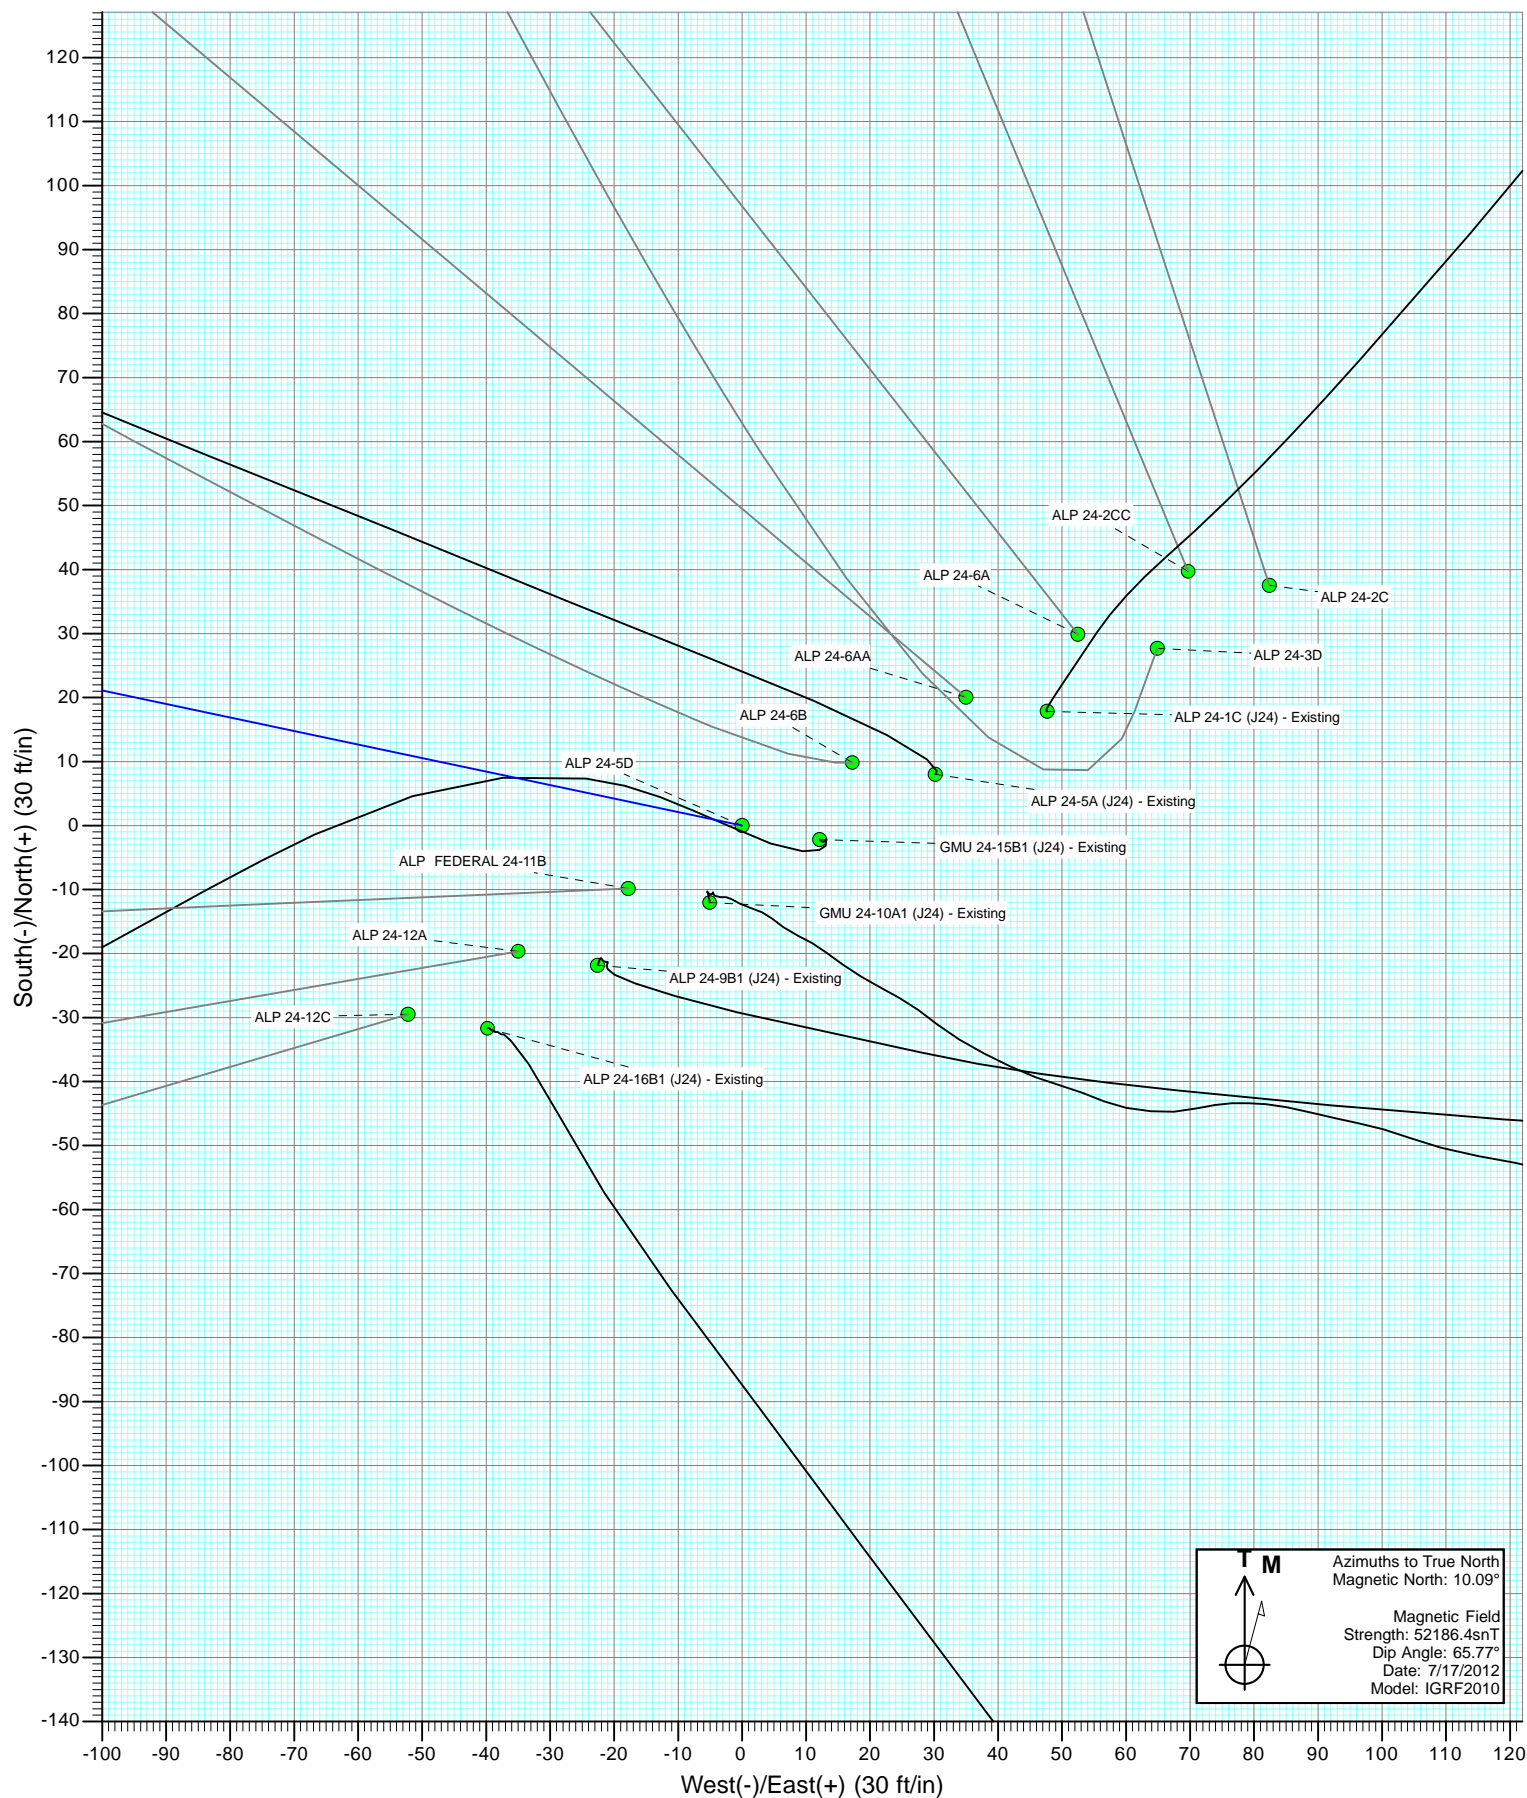 120
110
100
90
80
70
60
50
40
30
20
10
0
-10
-20
-30
-40
-50
-60
-70
-80
-90
-100
-110
-120
-130
-140
South(-)/North(+) (30 ft/in)
ALP 24-2CC
ALP 24-6A
ALP 24-2C
ALP 24-6AA
ALP 24-3D
ALP 24-6B
ALP 24-1C (J24) - Existing
ALP 24-5D
ALP 24-5A (J24) - Existing
GMU 24-15B1 (J24) - Existing
ALP FEDERAL 24-11B
GMU 24-10A1 (J24) - Existing
ALP 24-12A
ALP 24-9B1 (J24) - Existing
ALP 24-12C
ALP 24-16B1 (J24) - Existing
T M
Azimuths to True North
Magnetic North: 10.09°
Magnetic Field
Strength: 52186.4snT
Dip Angle: 65.77°
Date: 7/17/2012
Model: IGRF2010
-100 -90 -80 -70 -60 -50 -40 -30 -20 -10 0 10 20 30 40 50 60 70 80 90 100 110 120
West(-)/East(+) (30 ft/in)